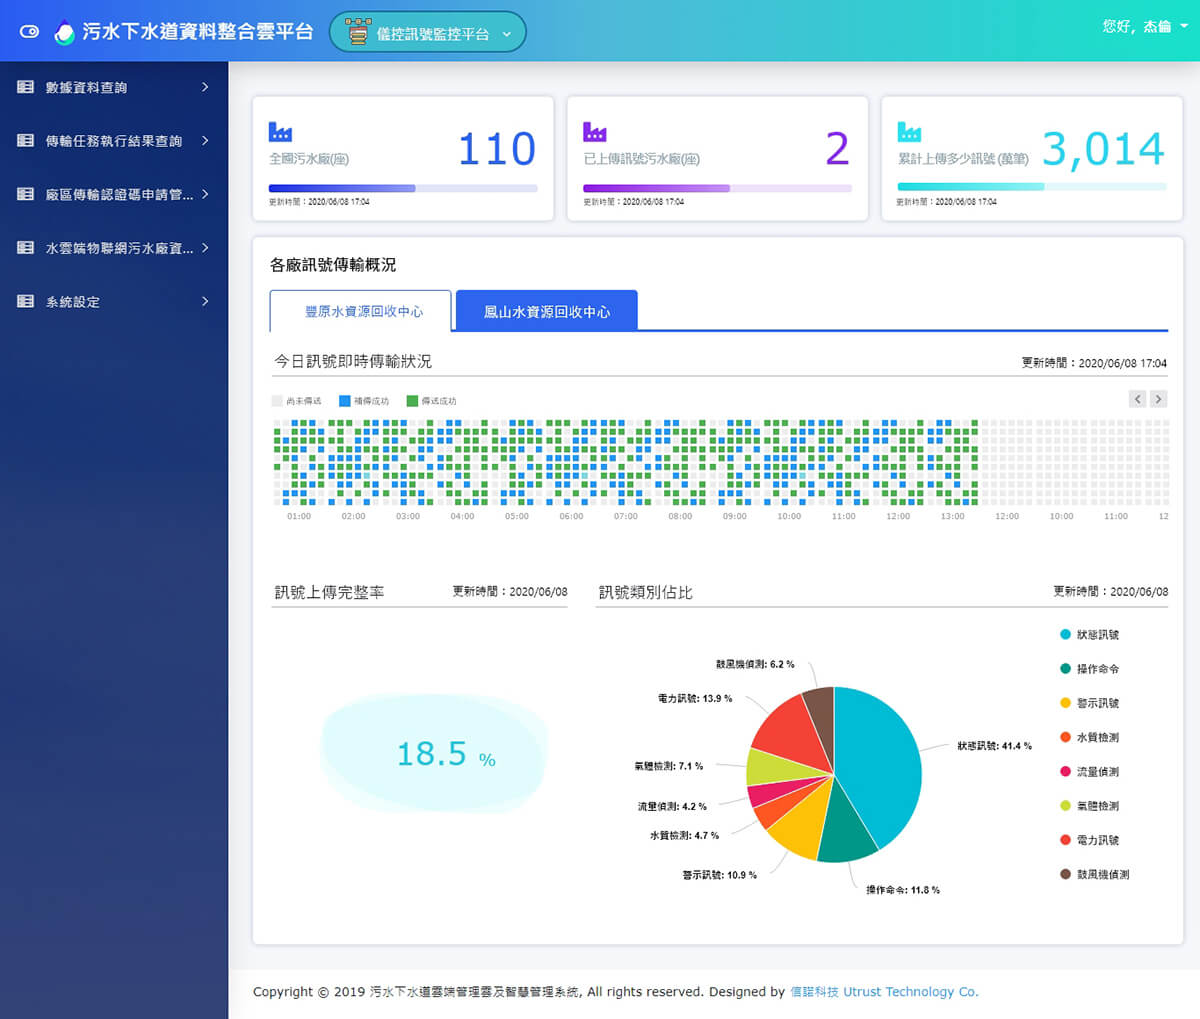 污水下水道資料整合雲平台
儀控訊號監控平台
您好, 杰倫
數據資料查詢
傳輸任務執行結果查詢
廠區傳輸認證碼申請管...
水雲端物聯網污水廠資...
系統設定
全國污水廠(座)
110
更新時間：2020/06/08 17:04
已上傳訊號污水廠(座)
2
更新時間：2020/06/08 17:04
累計上傳多少訊號 (萬筆)
3,014
更新時間：2020/06/08 17:04
各廠訊號傳輸概況
豐原水資源回收中心
鳳山水資源回收中心
今日訊號即時傳輸狀況
更新時間：2020/06/08 17:04
尚未傳送
補傳成功
傳送成功
01:00 02:00 03:00 04:00 05:00 06:00 07:00 08:00 09:00 10:00 11:00 12:00 13:00 12:00 10:00 11:00 12
訊號上傳完整率
更新時間：2020/06/08
18.5 %
訊號類別佔比
更新時間：2020/06/08
鼓風機偵測: 6.2 %
電力訊號: 13.9 %
氣體檢測: 7.1 %
流量偵測: 4.2 %
水質檢測: 4.7 %
警示訊號: 10.9 %
操作命令: 11.8 %
狀態訊號: 41.4 %
狀態訊號
操作命令
警示訊號
水質檢測
流量偵測
氣體檢測
電力訊號
鼓風機偵測
Copyright © 2019 污水下水道雲端管理雲及智慧管理系統, All rights reserved. Designed by 信諾科技 Utrust Technology Co.